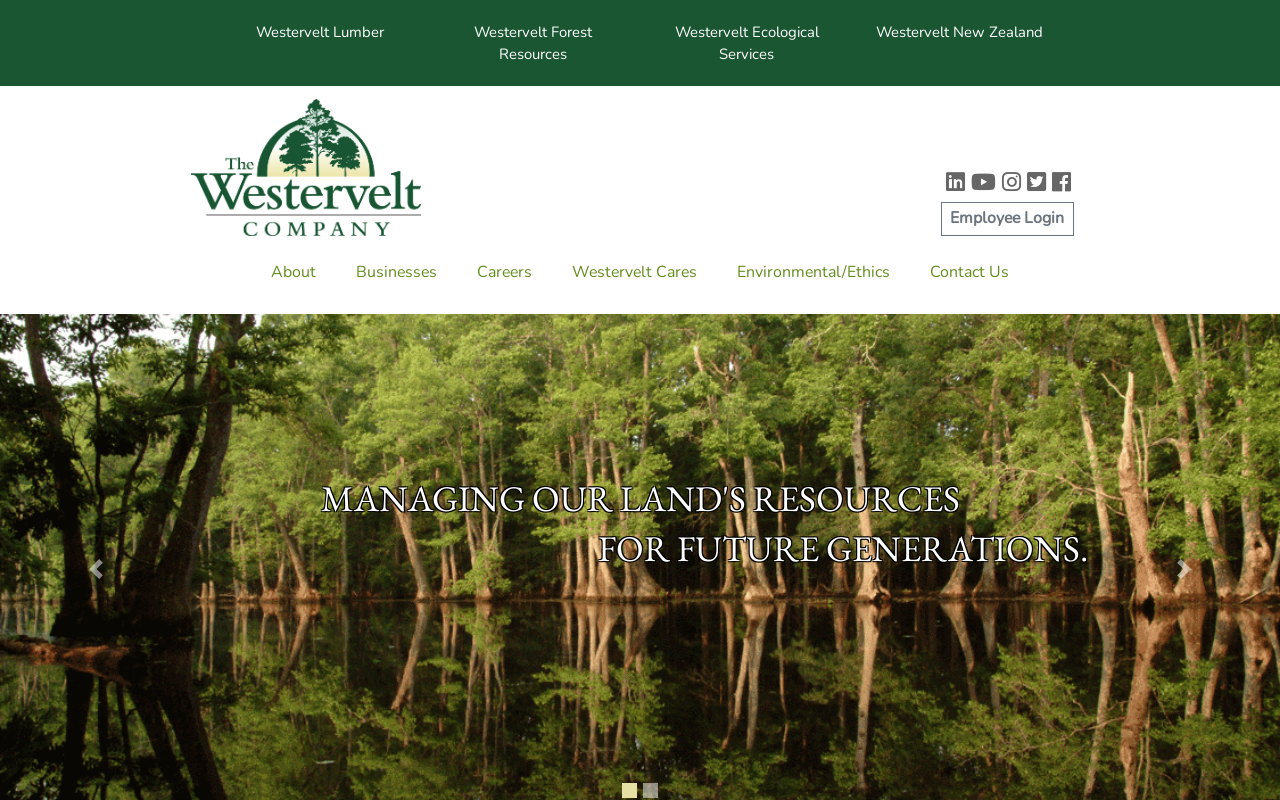 Westervelt Lumber
Westervelt Forest
Resources
Westervelt Ecological
Services
Westervelt New Zealand
The
Westervelt
COMPANY
Employee Login
About
Businesses
Careers
Westervelt Cares
Environmental/Ethics
Contact Us
MANAGING OUR LAND'S RESOURCES
FOR FUTURE GENERATIONS.